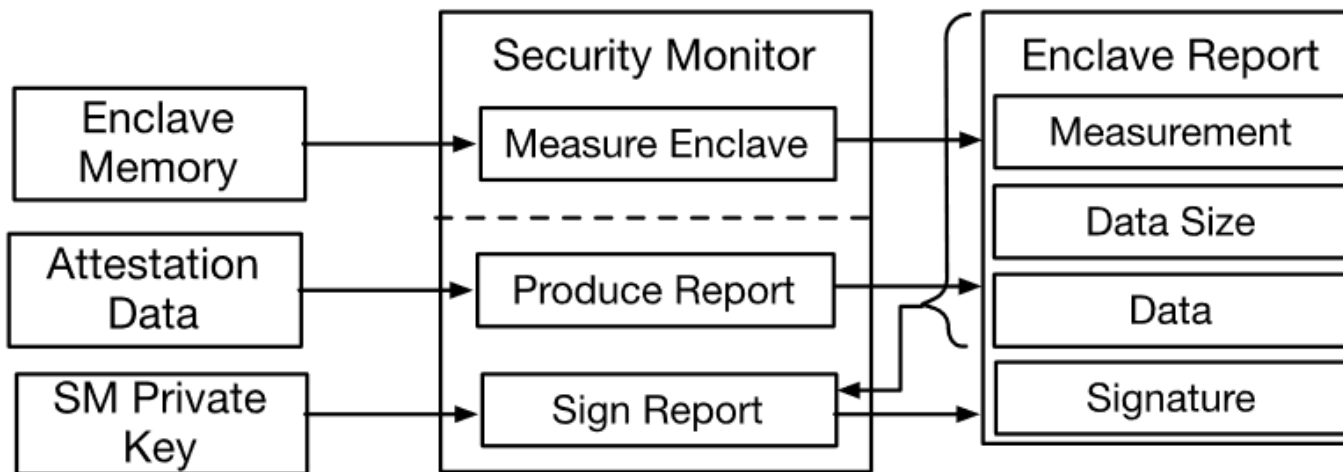 Security Monitor
Enclave Report
Enclave
Memory
Measure Enclave
Measurement
Data Size
Attestation
Data
Produce Report
Data
SM Private
Key
Sign Report
Signature